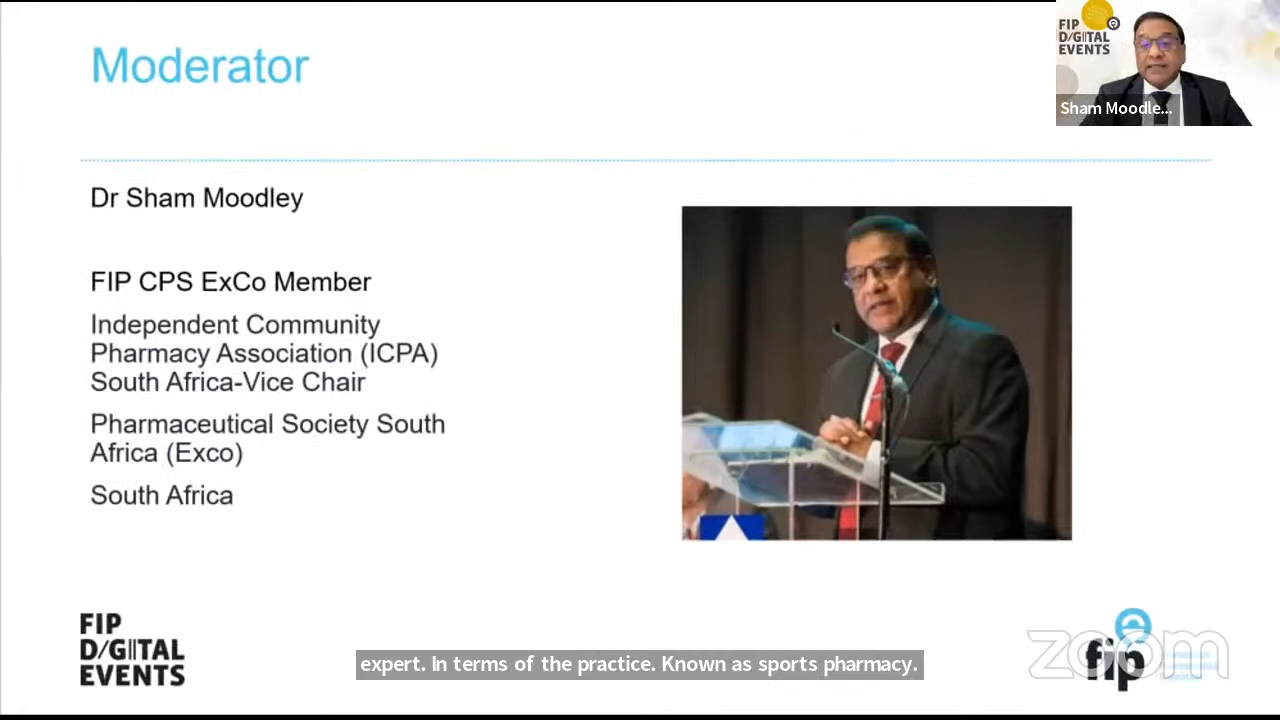 Moderator
FIP
D/GITAL
EVENTS
Sham Moodle...
Dr Sham Moodley
FIP CPS ExCo Member
Independent Community
Pharmacy Association (ICPA)
South Africa-Vice Chair
Pharmaceutical Society South
Africa (Exco)
South Africa
FIP
D/GITAL
EVENTS
expert. In terms of the practice. Known as sports pharmacy.
zoom
fip